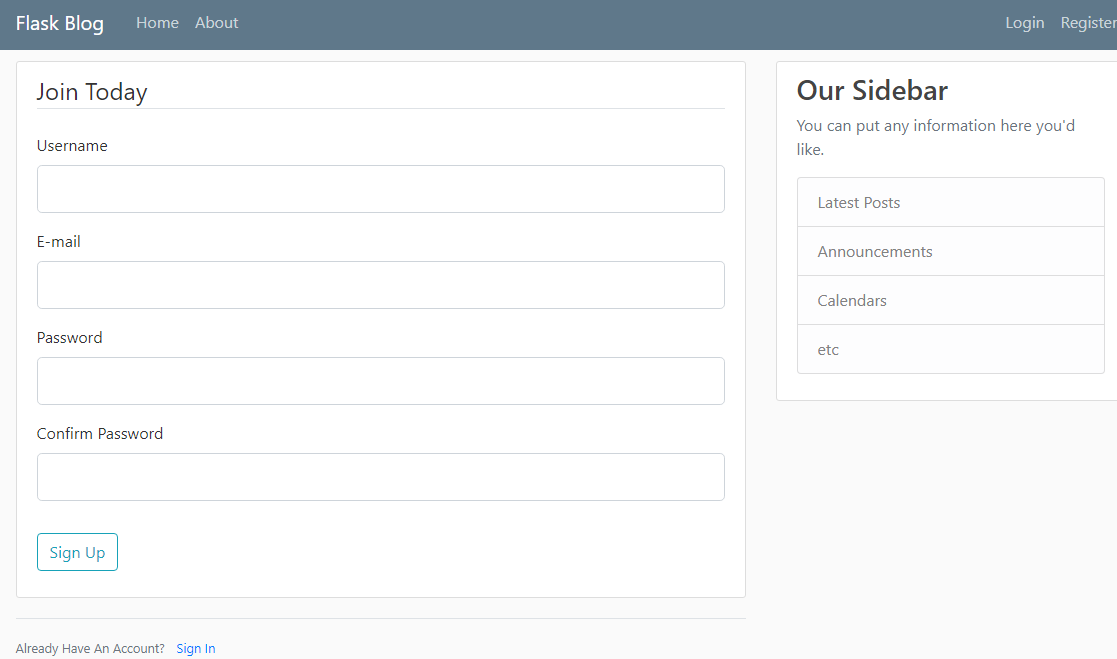 Flask Blog Home About Login Register
Join Today
Username
E-mail
Password
Confirm Password
Sign Up
Already Have An Account? Sign In
Our Sidebar
You can put any information here you'd
like.
Latest Posts
Announcements
Calendars
etc